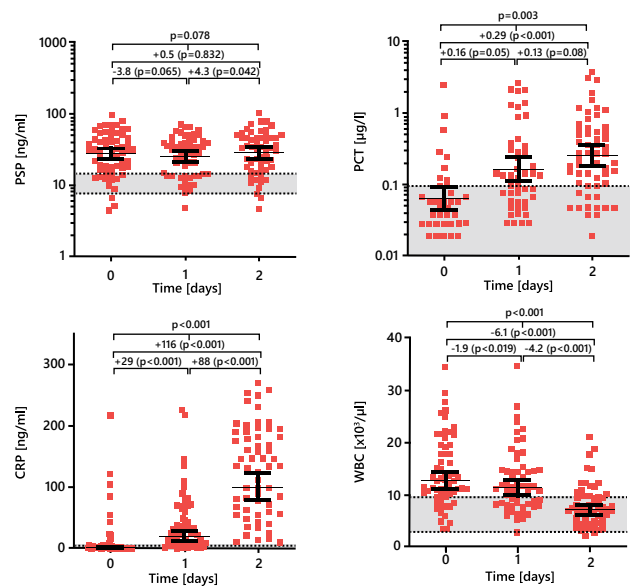 p=0.078
+0.5 (p=0.832)
-3.8 (p=0.065) +4.3 (p=0.042)
PSP [ng/ml]
1000
100
10
1
0 1 2
Time [days]
p=0.003
+0.29 (p<0.001)
+0.16 (p=0.05) +0.13 (p=0.08)
PCT [µg/l]
10
1
0.1
0.01
0 1 2
Time [days]
p<0.001
+116 (p<0.001)
+29 (p<0.001) +88 (p<0.001)
CRP [ng/ml]
300
200
100
0
0 1 2
Time [days]
p<0.001
-6.1 (p<0.001)
-1.9 (p<0.019) -4.2 (p<0.001)
WBC [x10³/µl]
40
30
20
10
0
0 1 2
Time [days]